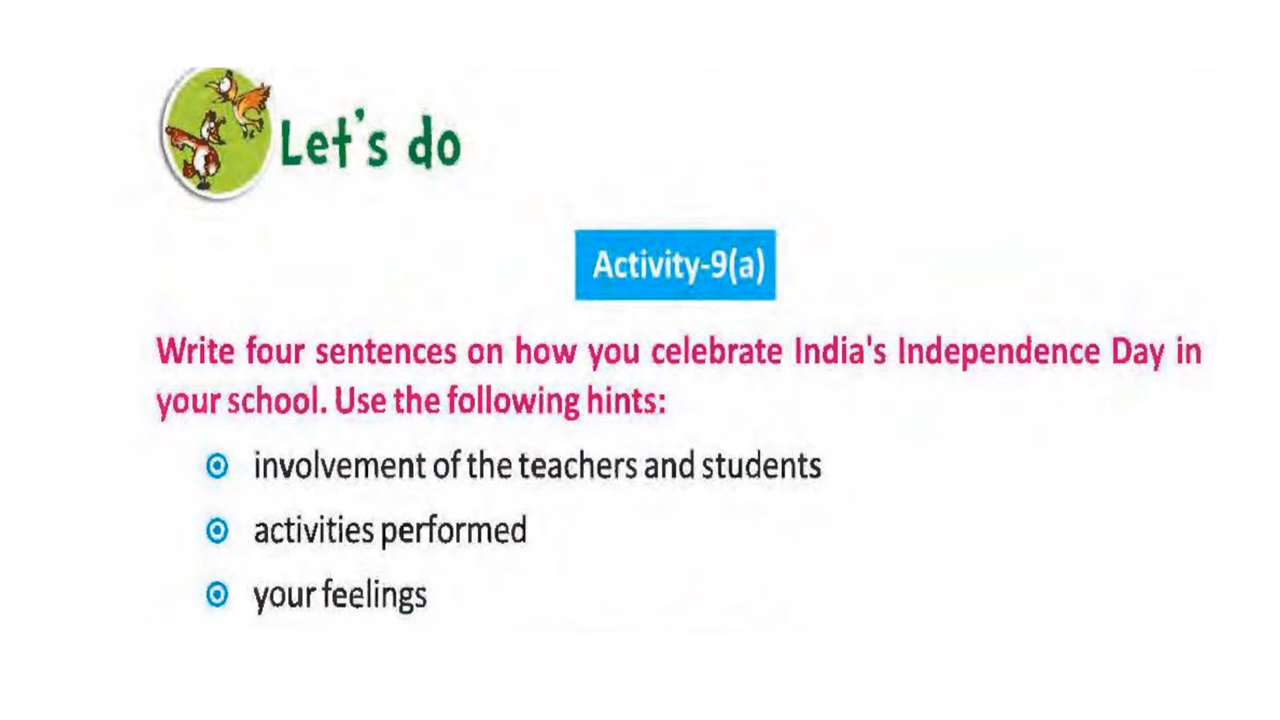 Let's do
Activity-9(a)
Write four sentences on how you celebrate India's Independence Day in
your school. Use the following hints:
involvement of the teachers and students
activities performed
your feelings